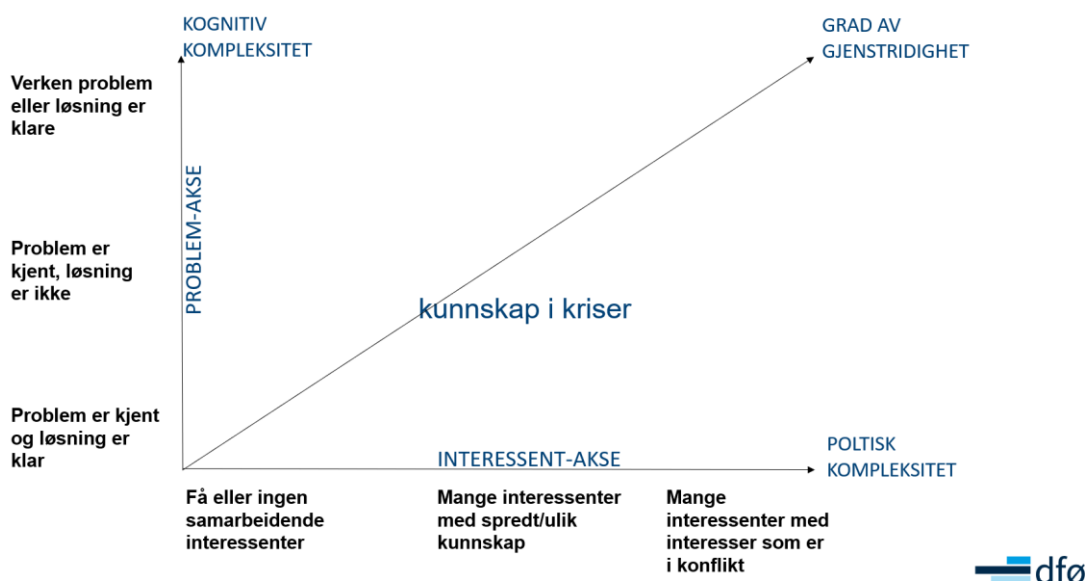 KOGNITIV
KOMPLEKSITET
GRAD AV
GJENSTRIDIGHET
Verken problem
eller løsning er
klare
PROBLEM-AKSE
Problem er
kjent, løsning
er ikke
kunnskap i kriser
Problem er kjent
og løsning er
klar
INTERESSENT-AKSE
POLTISK
KOMPLEKSITET
Få eller ingen
samarbeidende
interessenter
Mange interessenter
med spredt/ulik
kunnskap
Mange
interessenter med
interesser som er
i konflikt
dfø